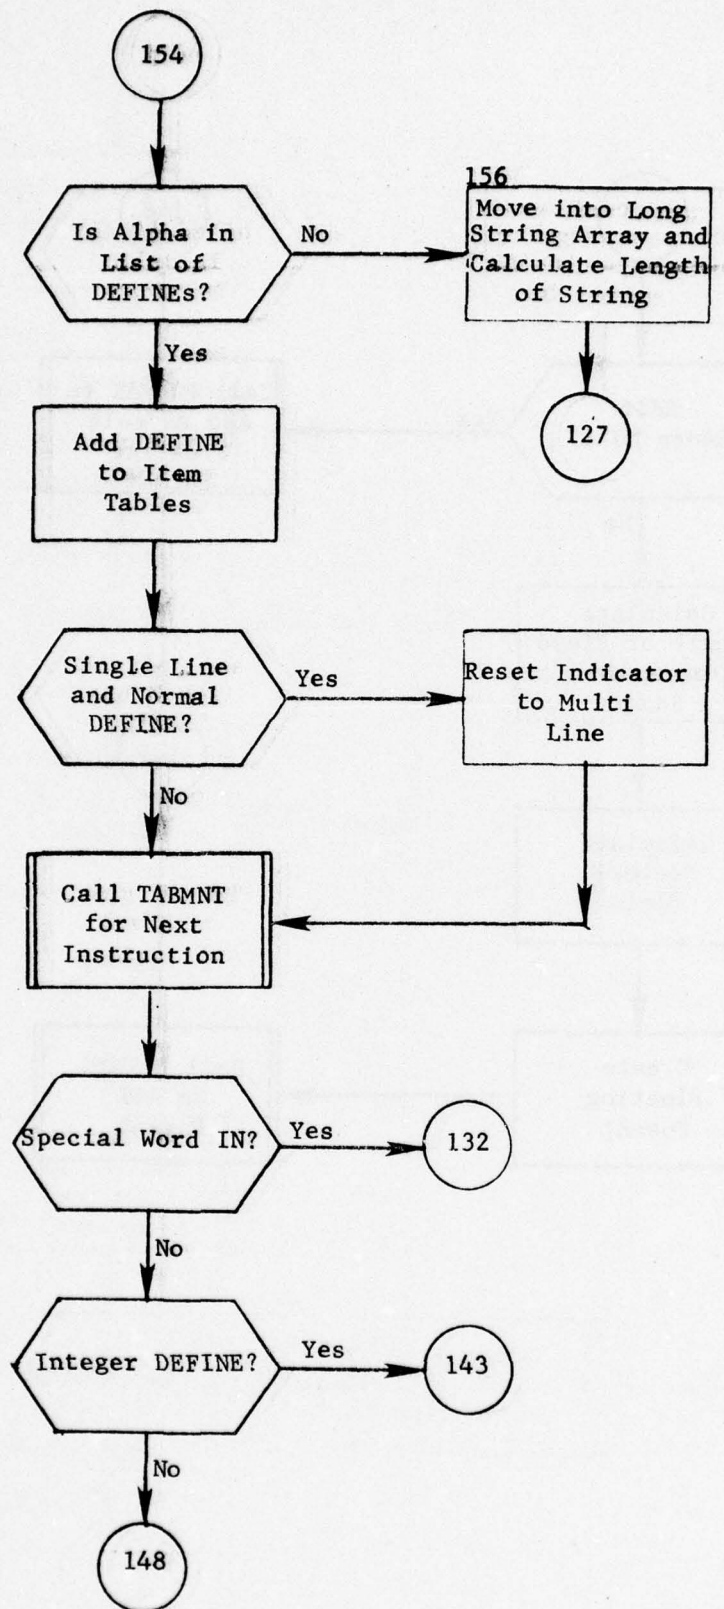 154
Is Alpha in
List of
DEFINEs?
No
156
Move into Long
String Array and
Calculate Length
of String
Yes
127
Add DEFINE
to Item
Tables
Single Line
and Normal
DEFINE?
Yes
Reset Indicator
to Multi
Line
No
Call TABMNT
for Next
Instruction
Special Word IN?
Yes
132
No
Integer DEFINE?
Yes
143
No
148